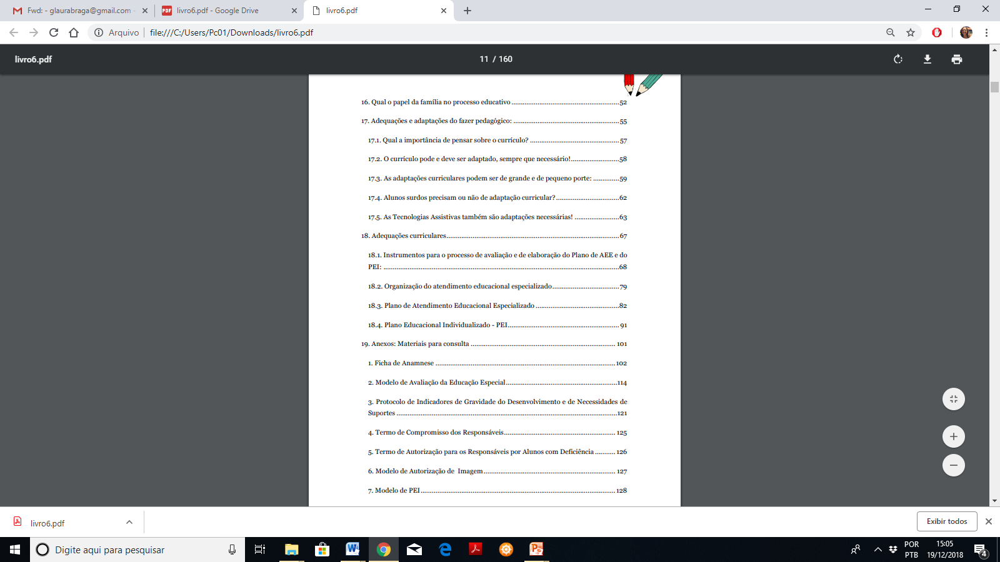 Fwd: - glaurabraga@gmail.com -
livro6.pdf - Google Drive
livro6.pdf
Arquivo
file:///C:/Users/Pc01/Downloads/livro6.pdf
livro6.pdf
11 / 160
16. Qual o papel da família no processo educativo ........................................................... 52
17. Adequações e adaptações do fazer pedagógico: .......................................................... 55
17.1. Qual a importância de pensar sobre o currículo? ................................................ 57
17.2. O currículo pode e deve ser adaptado, sempre que necessário!.......................... 58
17.3. As adaptações curriculares podem ser de grande e de pequeno porte: .............. 59
17.4. Alunos surdos precisam ou não de adaptação curricular? .................................. 62
17.5. As Tecnologias Assistivas também são adaptações necessárias! ........................ 63
18. Adequações curriculares.............................................................................................. 67
18.1. Instrumentos para o processo de avaliação e de elaboração do Plano de AEE e do
PEI: ................................................................................................................................ 68
18.2. Organização do atendimento educacional especializado.................................... 79
18.3. Plano de Atendimento Educacional Especializado ............................................. 82
18.4. Plano Educacional Individualizado - PEI............................................................ 91
19. Anexos: Materiais para consulta ............................................................................... 101
1. Ficha de Anamnese .................................................................................................. 102
2. Modelo de Avaliação da Educação Especial............................................................ 114
3. Protocolo de Indicadores de Gravidade do Desenvolvimento e de Necessidades de
Suportes ....................................................................................................................... 121
4. Termo de Compromisso dos Responsáveis............................................................ 125
5. Termo de Autorização para os Responsáveis por Alunos com Deficiência ........... 126
6. Modelo de Autorização de Imagem ....................................................................... 127
7. Modelo de PEI ......................................................................................................... 128
livro6.pdf
Exibir todos
Digite aqui para pesquisar
POR
PTB
15:05
19/12/2018
4